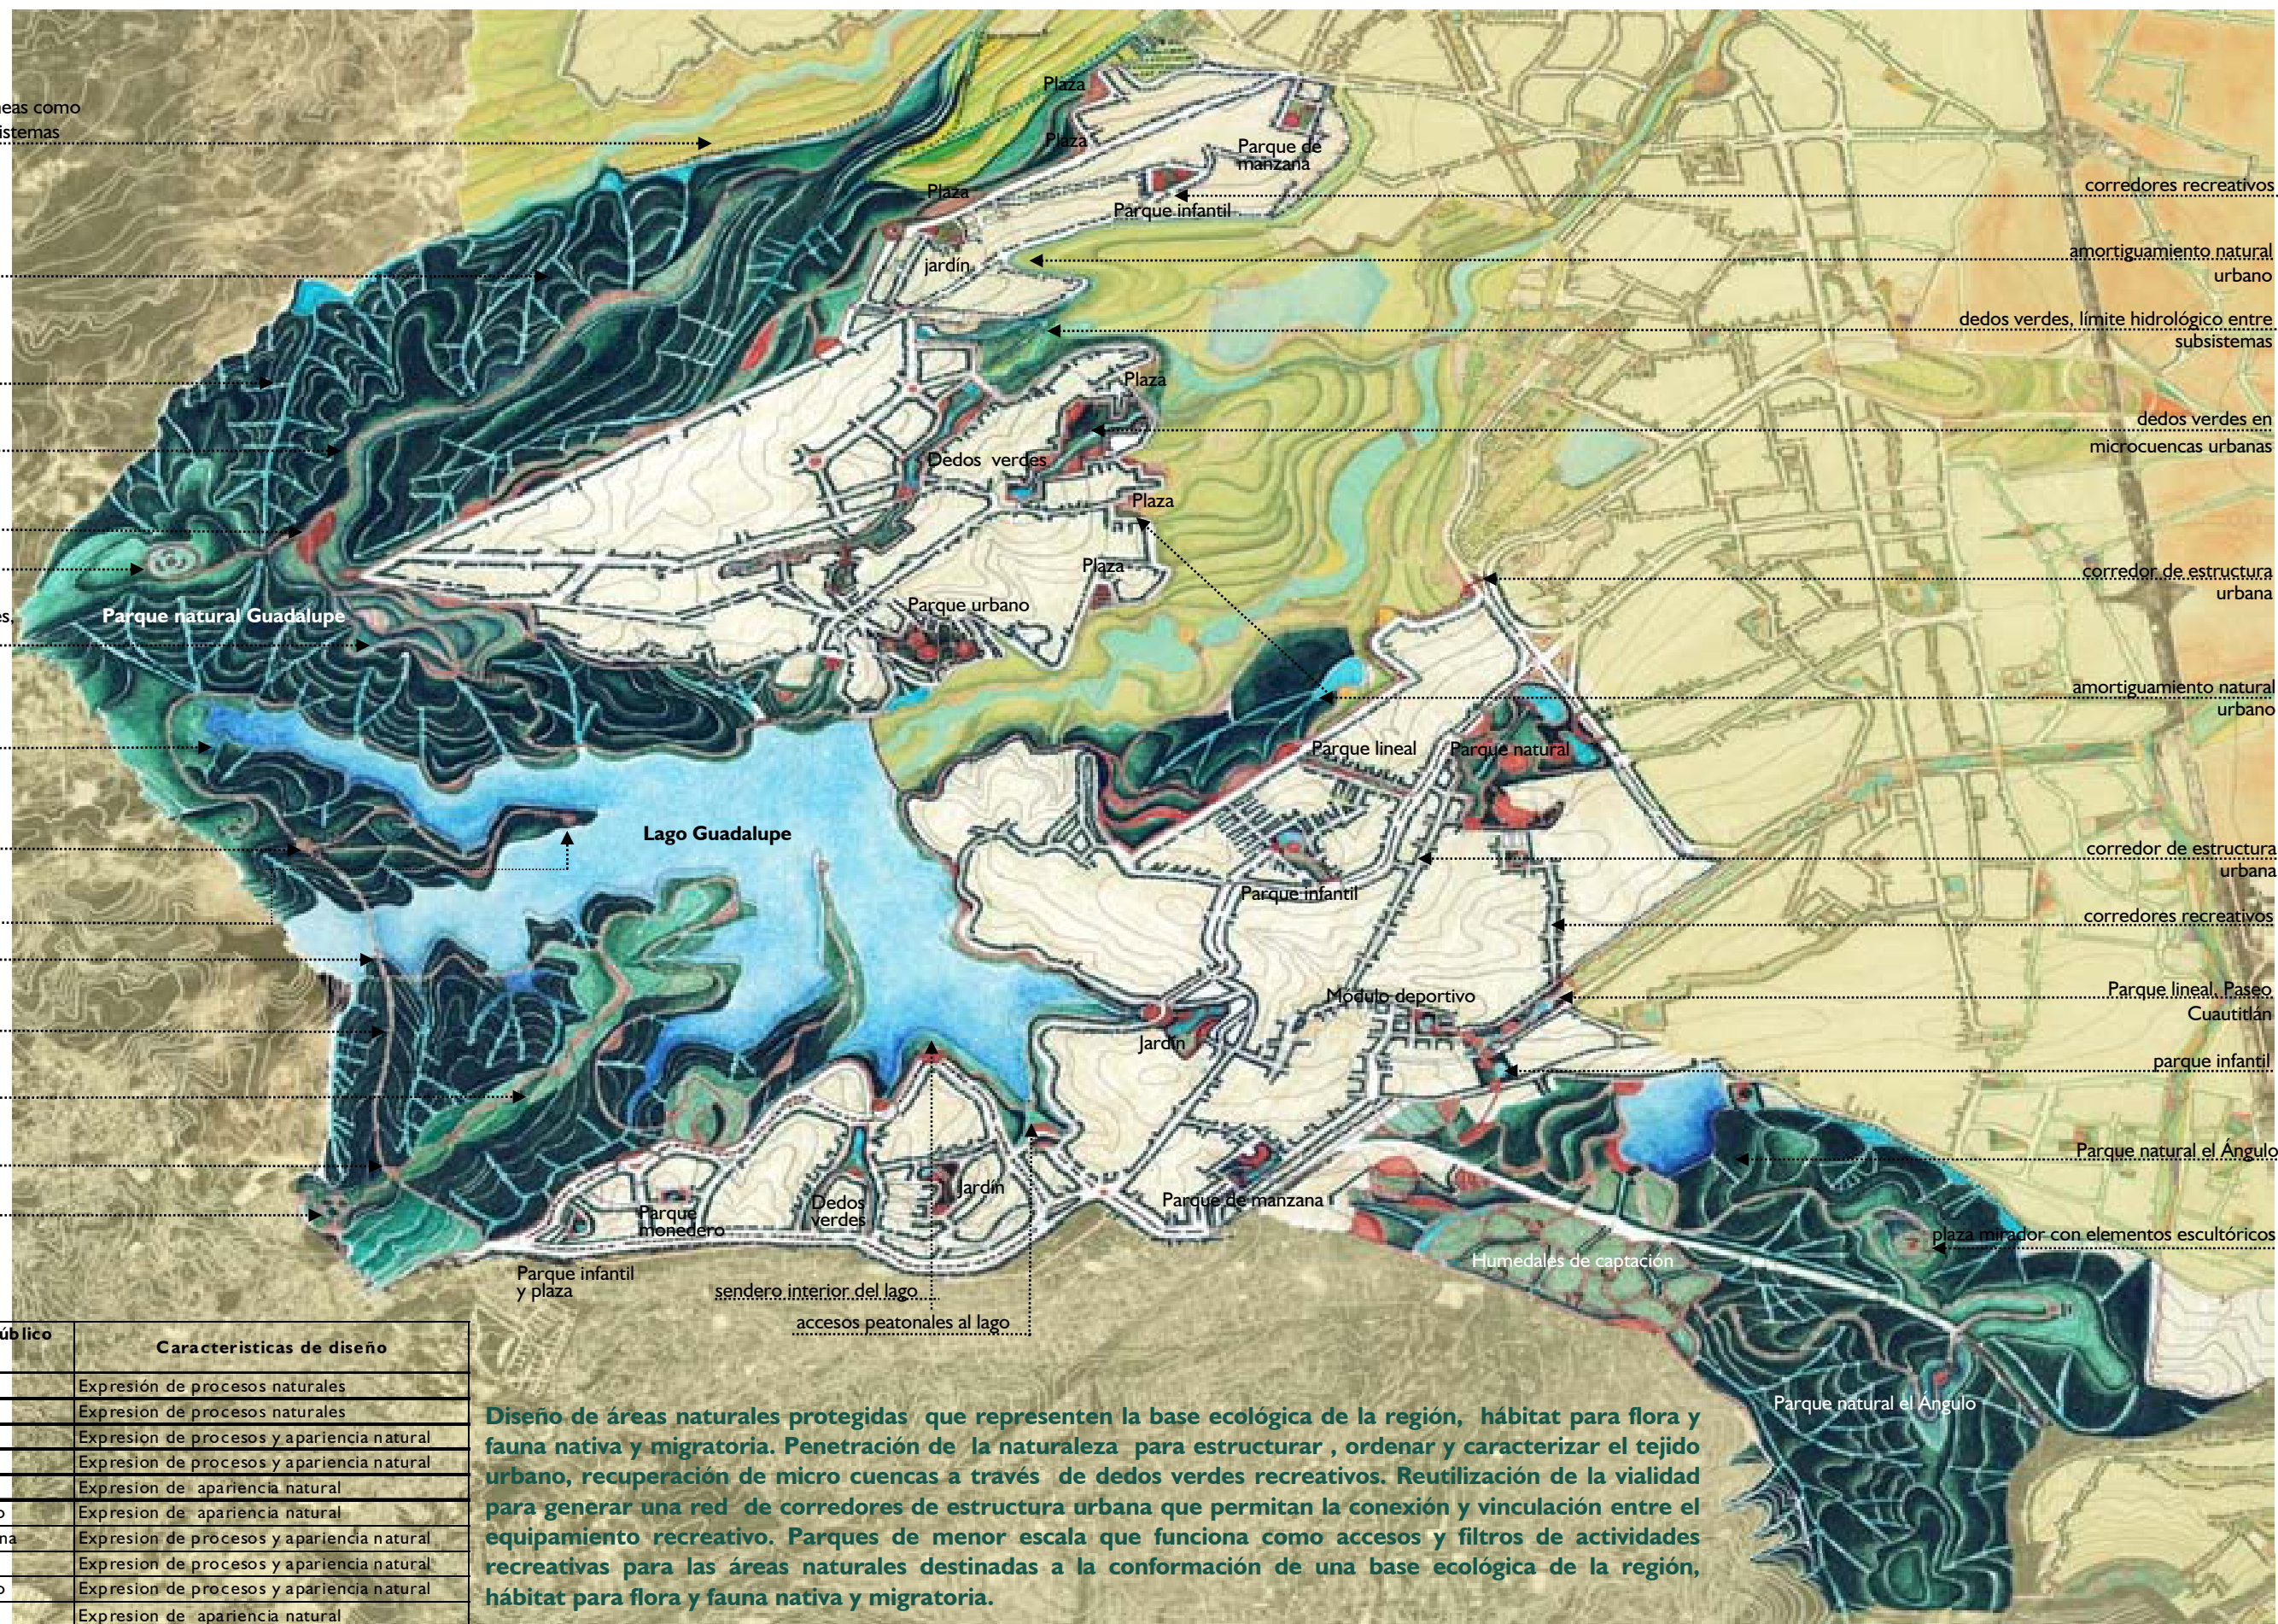 Plaza
eas como
istemas
Plaza
Parque de
manzana
Plaza
corredores recreativos
Parque infantil
amortiguamiento natural
urbano
jardín
dedos verdes, límite hidrológico entre
subsistemas
Plaza
dedos verdes en
microcuencas urbanas
Dedos verdes
Plaza
Plaza
corredor de estructura
urbana
Parque urbano
es,
Parque natural Guadalupe
amortiguamiento natural
urbano
Parque lineal
Parque natural
Lago Guadalupe
corredor de estructura
urbana
Parque infantil
corredores recreativos
Módulo deportivo
Parque lineal, Paseo
Cuautitlán
Jardín
parque infantil
Parque natural el Ángulo
Jardín
Parque de manzana
Dedos
verdes
Parque
monedero
plaza mirador con elementos escultóricos
Humedales de captación
Parque infantil
y plaza
sendero interior del lago
accesos peatonales al lago
Parque natural el Ángulo
úblico
Caracteristicas de diseño
Expresión de procesos naturales
Expresion de procesos naturales
Expresion de procesos y apariencia natural
Expresion de procesos y apariencia natural
Expresion de apariencia natural
o
Expresion de apariencia natural
na
Expresion de procesos y apariencia natural
Expresion de procesos y apariencia natural
o
Expresion de procesos y apariencia natural
Expresion de apariencia natural
Diseño de áreas naturales protegidas que representen la base ecológica de la región, hábitat para flora y
fauna nativa y migratoria. Penetración de la naturaleza para estructurar , ordenar y caracterizar el tejido
urbano, recuperación de micro cuencas a través de dedos verdes recreativos. Reutilización de la vialidad
para generar una red de corredores de estructura urbana que permitan la conexión y vinculación entre el
equipamiento recreativo. Parques de menor escala que funciona como accesos y filtros de actividades
recreativas para las áreas naturales destinadas a la conformación de una base ecológica de la región,
hábitat para flora y fauna nativa y migratoria.